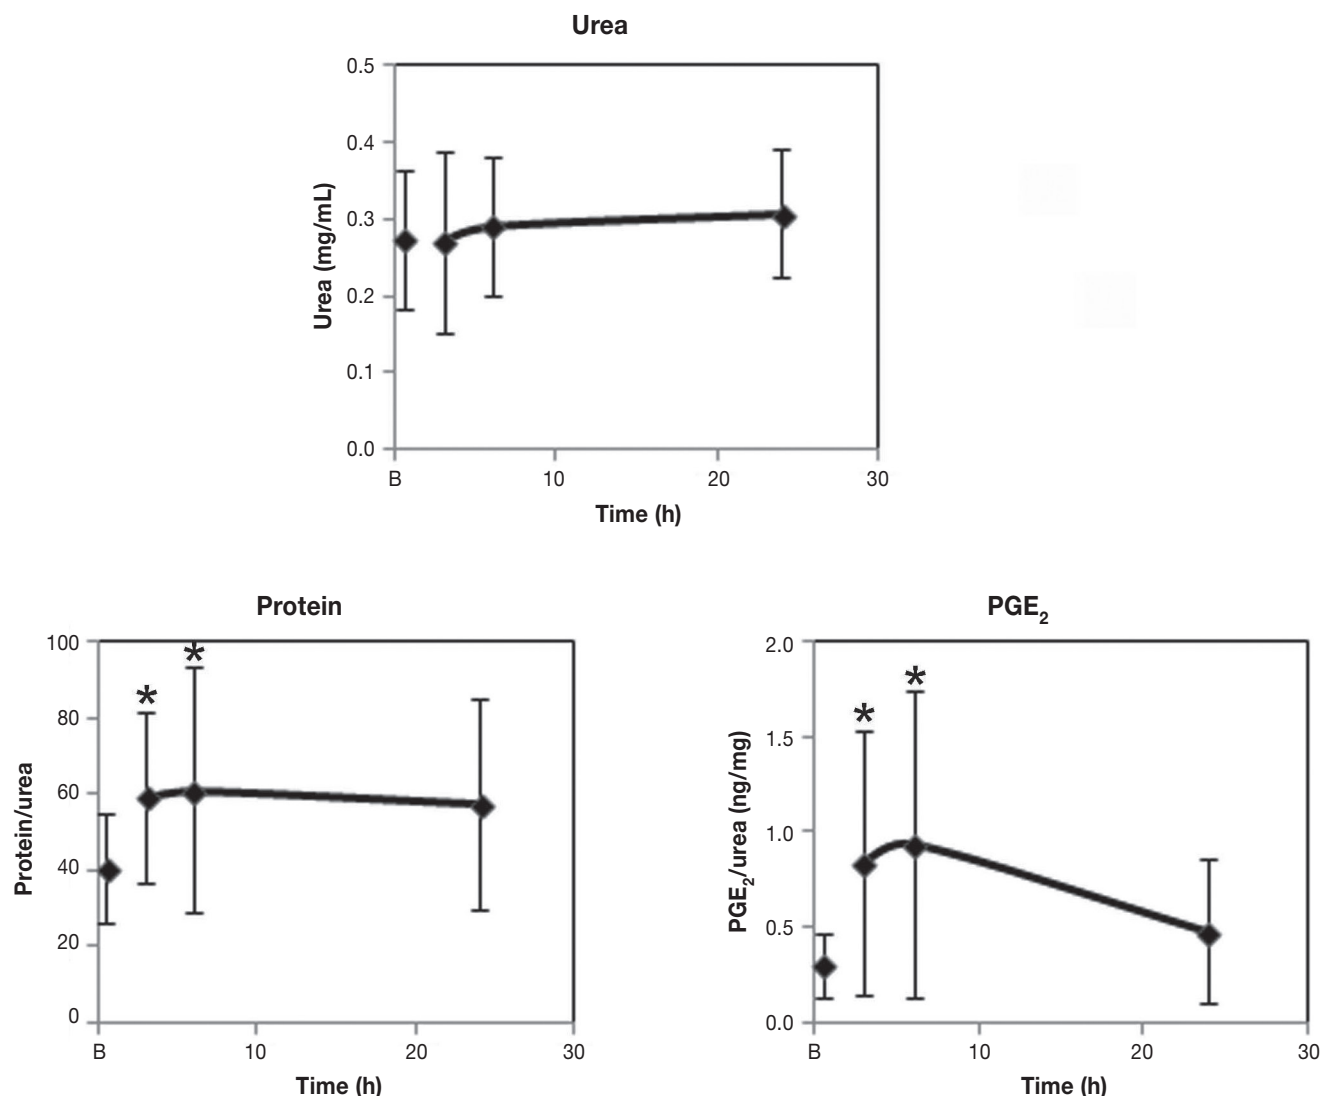 Urea
0.5
0.4
0.3
0.2
0.1
0.0
Urea (mg/mL)
B 10 20 30
Time (h)
Protein
100
80
60
40
20
0
Protein/urea
* *
B 10 20 30
Time (h)
PGE₂
2.0
1.5
1.0
0.5
0.0
PGE₂/urea (ng/mg)
* *
B 10 20 30
Time (h)